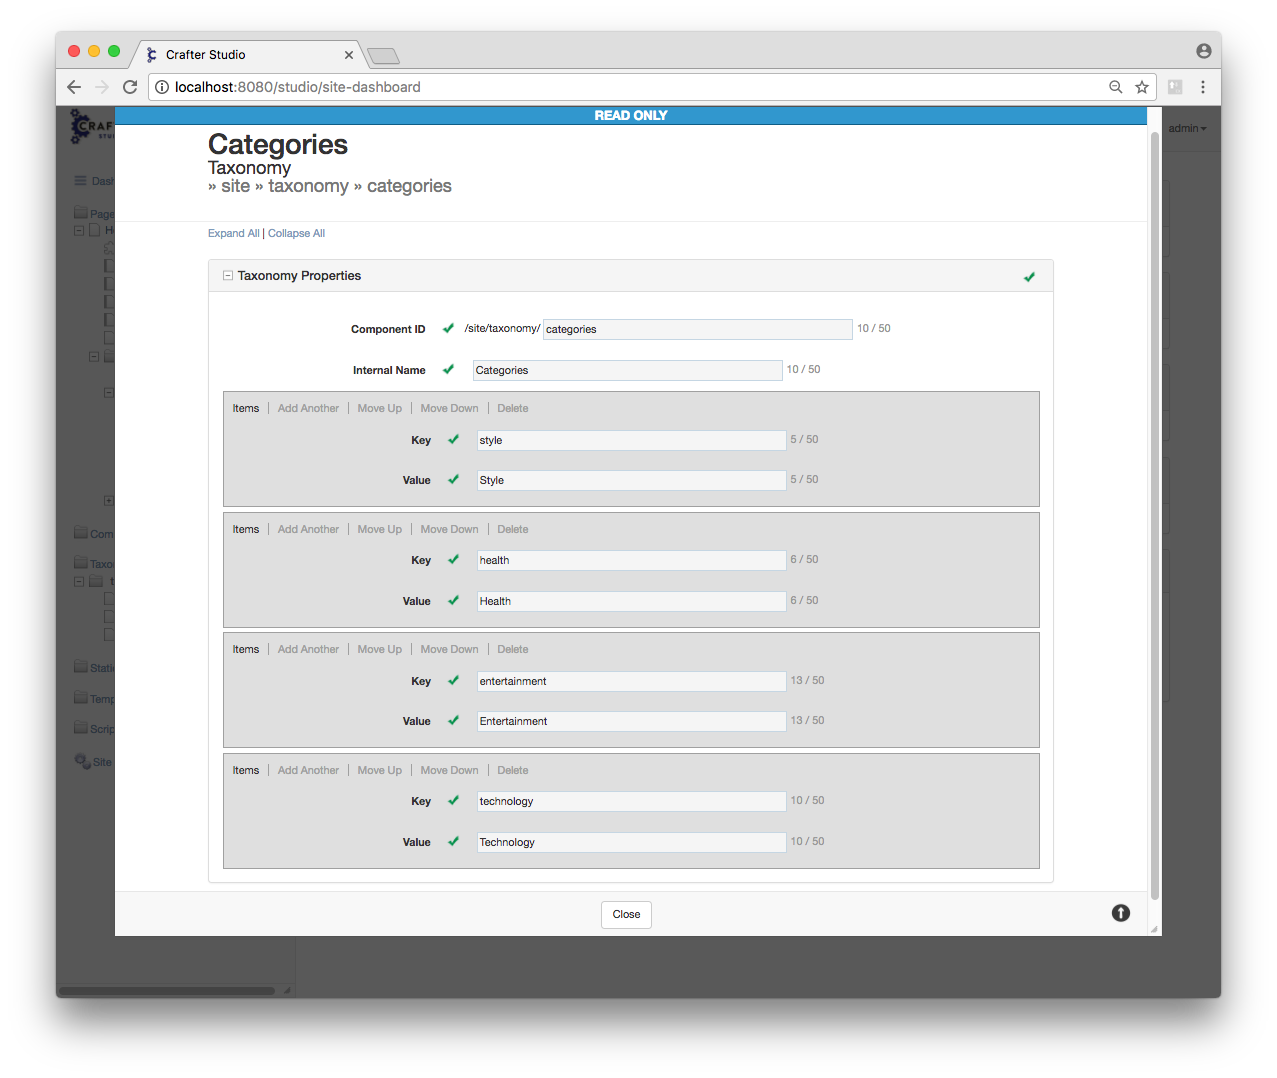 Crafter Studio
localhost:8080/studio/site-dashboard
READ ONLY
admin
Categories
Taxonomy
» site » taxonomy » categories
Expand All | Collapse All
Taxonomy Properties
Component ID /site/taxonomy/ categories 10 / 50
Internal Name Categories 10 / 50
Items | Add Another | Move Up | Move Down | Delete
Key style 5 / 50
Value Style 5 / 50
Items | Add Another | Move Up | Move Down | Delete
Key health 6 / 50
Value Health 6 / 50
Items | Add Another | Move Up | Move Down | Delete
Key entertainment 13 / 50
Value Entertainment 13 / 50
Items | Add Another | Move Up | Move Down | Delete
Key technology 10 / 50
Value Technology 10 / 50
Site
Close